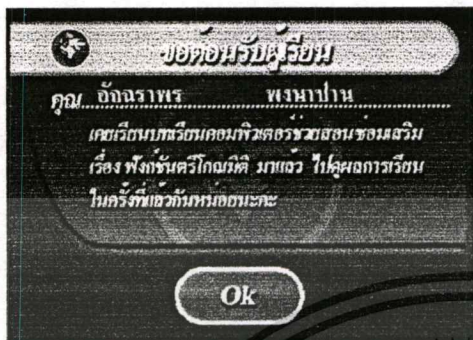 ขอต้อนรับผู้เรียน
คุณ อัจฉราพร พงษาปาน
เคยเรียนบทเรียนคอมพิวเตอร์ช่วยสอนซ่อมเสริม
เรื่อง ฟังก์ชันตรีโกณมิติ มาแล้ว ไปดูผลการเรียน
ในครั้งที่แล้วกันหน่อยนะคะ
Ok